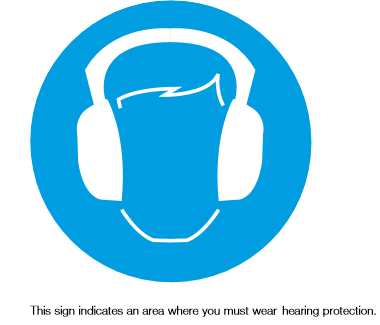 This sign indicates an area where you must wear hearing protection.